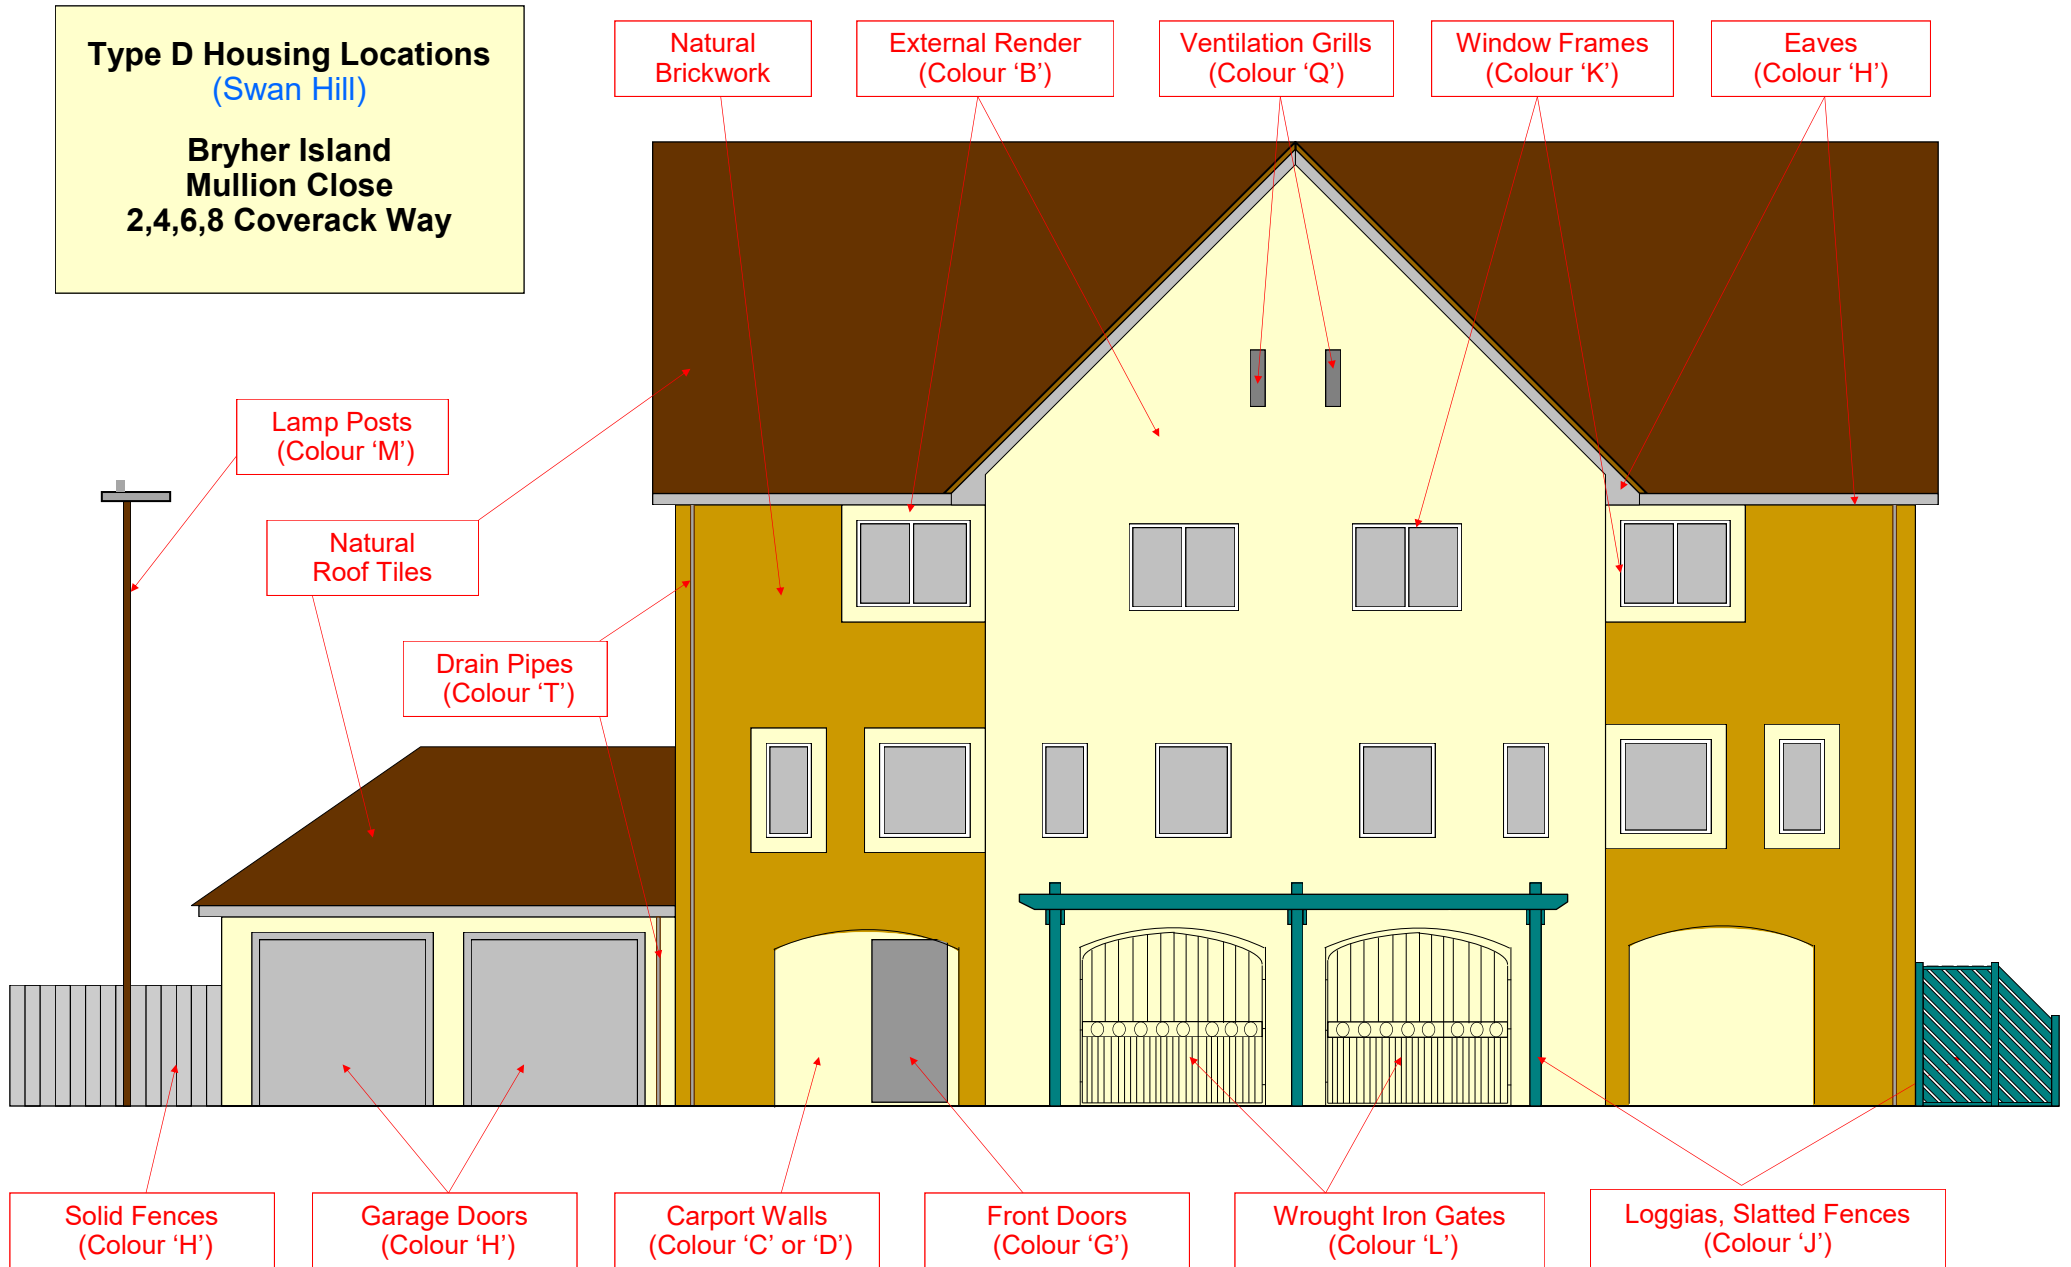 Type D Housing Locations
(Swan Hill)
Bryher Island
Mullion Close
2,4,6,8 Coverack Way
Natural
Brickwork
External Render
(Colour ‘B’)
Ventilation Grills
(Colour ‘Q’)
Window Frames
(Colour ‘K’)
Eaves
(Colour ‘H’)
Lamp Posts
(Colour ‘M’)
Natural
Roof Tiles
Drain Pipes
(Colour ‘T’)
Solid Fences
(Colour ‘H’)
Garage Doors
(Colour ‘H’)
Carport Walls
(Colour ‘C’ or ‘D’)
Front Doors
(Colour ‘G’)
Wrought Iron Gates
(Colour ‘L’)
Loggias, Slatted Fences
(Colour ‘J’)